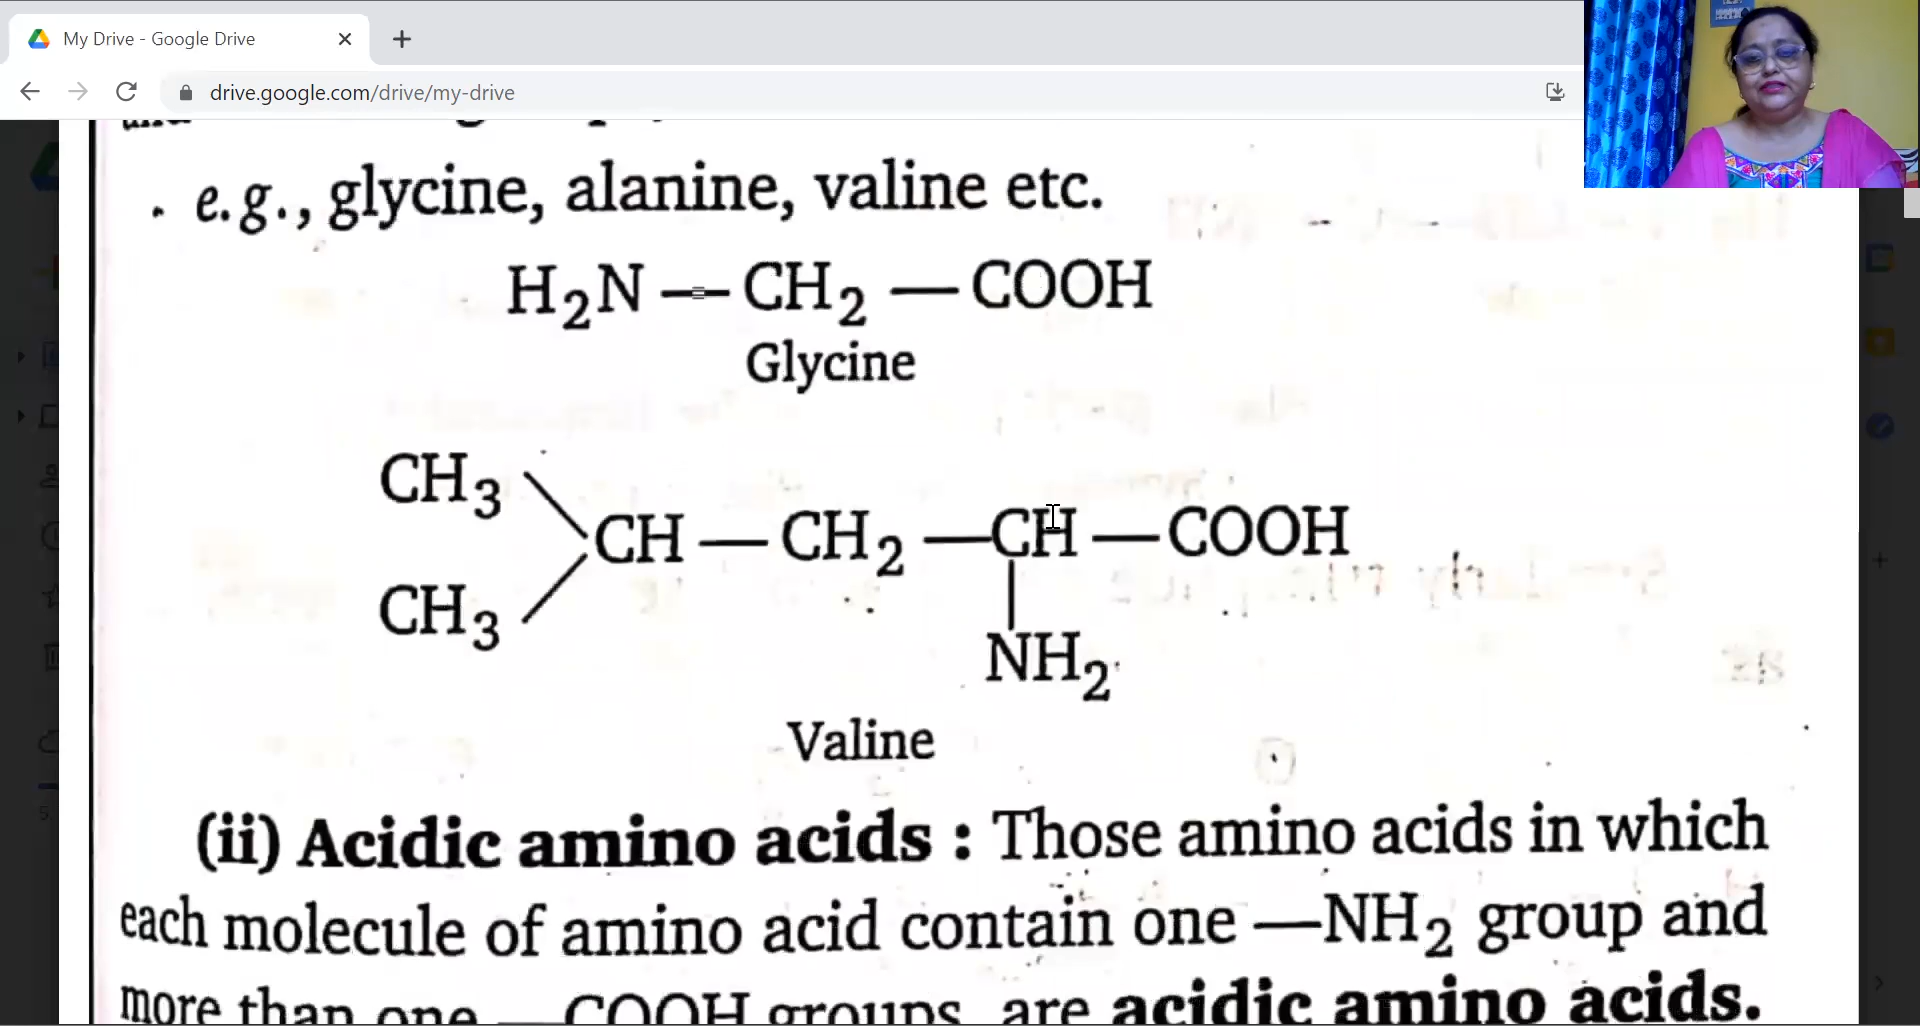 My Drive - Google Drive
drive.google.com/drive/my-drive
e.g., glycine, alanine, valine etc.
H₂N — CH₂ — COOH
Glycine
CH₃
CH — CH₂ — CH — COOH
CH₃
NH₂
Valine
(ii) Acidic amino acids : Those amino acids in which
each molecule of amino acid contain one —NH₂ group and
more than one —COOH groups, are acidic amino acids.